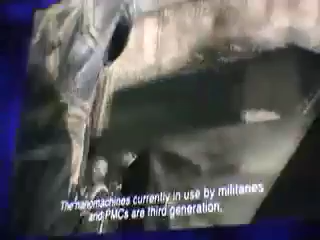 The nanomachines currently in use by militaries
and PMCs are third generation.